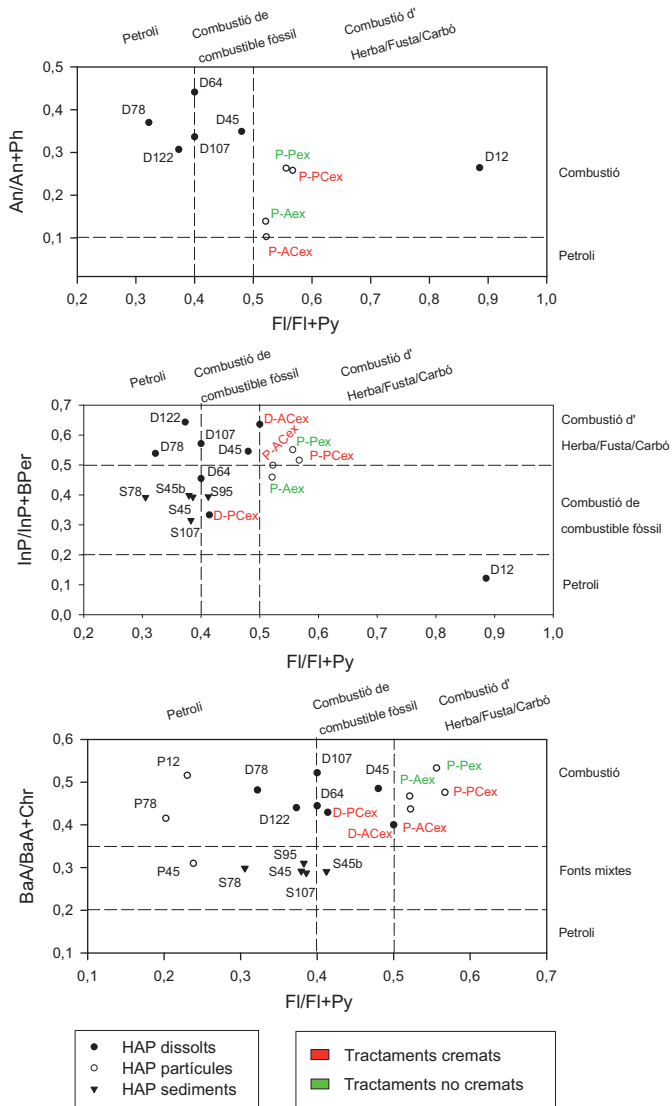 Petroli
Combustió de
combustible fòssil
Combustió d'
Herba/Fusta/Carbó
An/An+Ph
0,5
0,4
0,3
0,2
0,1
D64
D78
D45
D122
D107
D12
P-Pex
P-PCex
P-Aex
P-ACex
Combustió
Petroli
0,2 0,3 0,4 0,5 0,6 0,7 0,8 0,9 1,0
Fl/Fl+Py
Petroli
Combustió de
combustible fòssil
Combustió d'
Herba/Fusta/Carbó
InP/InP+BPer
0,7
0,6
0,5
0,4
0,3
0,2
0,1
0,0
D122
D107
D-ACex
D78
D45
P-ACex
P-Pex
P-PCex
D64
P-Aex
S78
S45b
S95
S45
D-PCex
S107
D12
Combustió d'
Herba/Fusta/Carbó
Combustió de
combustible fòssil
Petroli
0,2 0,3 0,4 0,5 0,6 0,7 0,8 0,9 1,0
Fl/Fl+Py
Petroli
Combustió de
combustible fòssil
Combustió d'
Herba/Fusta/Carbó
BaA/BaA+Chr
0,6
0,5
0,4
0,3
0,2
0,1
P12
D78
D107
D45
P-Pex
P-Aex
P78
D64
P-PCex
D122
D-PCex
D-ACex
P-ACex
P45
S95
S45b
S78
S45
S107
Combustió
Fonts mixtes
Petroli
0,1 0,2 0,3 0,4 0,5 0,6 0,7
Fl/Fl+Py
HAP dissolts
HAP partícules
HAP sediments
Tractaments cremats
Tractaments no cremats